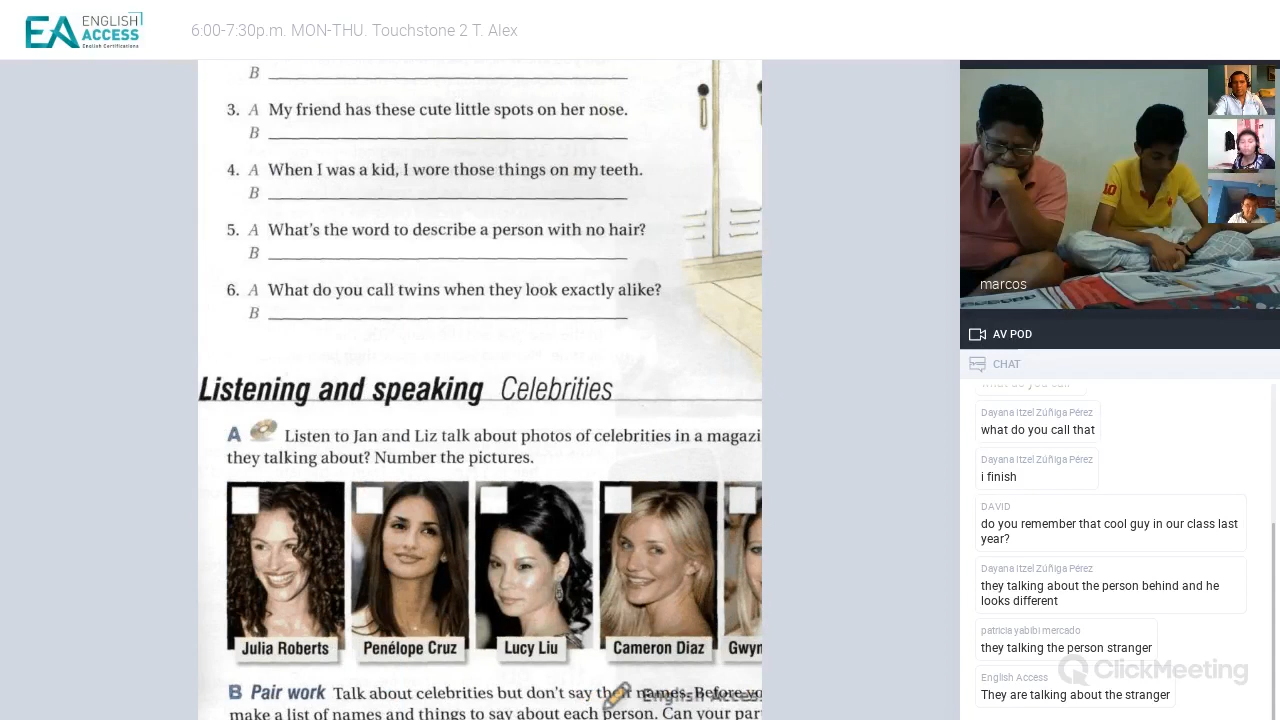 EA ENGLISH
ACCESS
English Certifications
6:00-7:30p.m. MON-THU. Touchstone 2 T. Alex
B
3. A My friend has these cute little spots on her nose.
B
4. A When I was a kid, I wore those things on my teeth.
B
5. A What's the word to describe a person with no hair?
B
6. A What do you call twins when they look exactly alike?
B
Listening and speaking Celebrities
A Listen to Jan and Liz talk about photos of celebrities in a magazi
they talking about? Number the pictures.
Julia Roberts
Penélope Cruz
Lucy Liu
Cameron Diaz
Gwyn
B Pair work Talk about celebrities but don't say their names. Before yo
make a list of names and things to say about each person. Can your par
English Access
10
marcos
AV POD
CHAT
what do you call
Dayana Itzel Zúñiga Pérez
what do you call that
Dayana Itzel Zúñiga Pérez
i finish
DAVID
do you remember that cool guy in our class last
year?
Dayana Itzel Zúñiga Pérez
they talking about the person behind and he
looks different
patricia yabibi mercado
they talking the person stranger
ClickMeeting
English Access
They are talking about the stranger